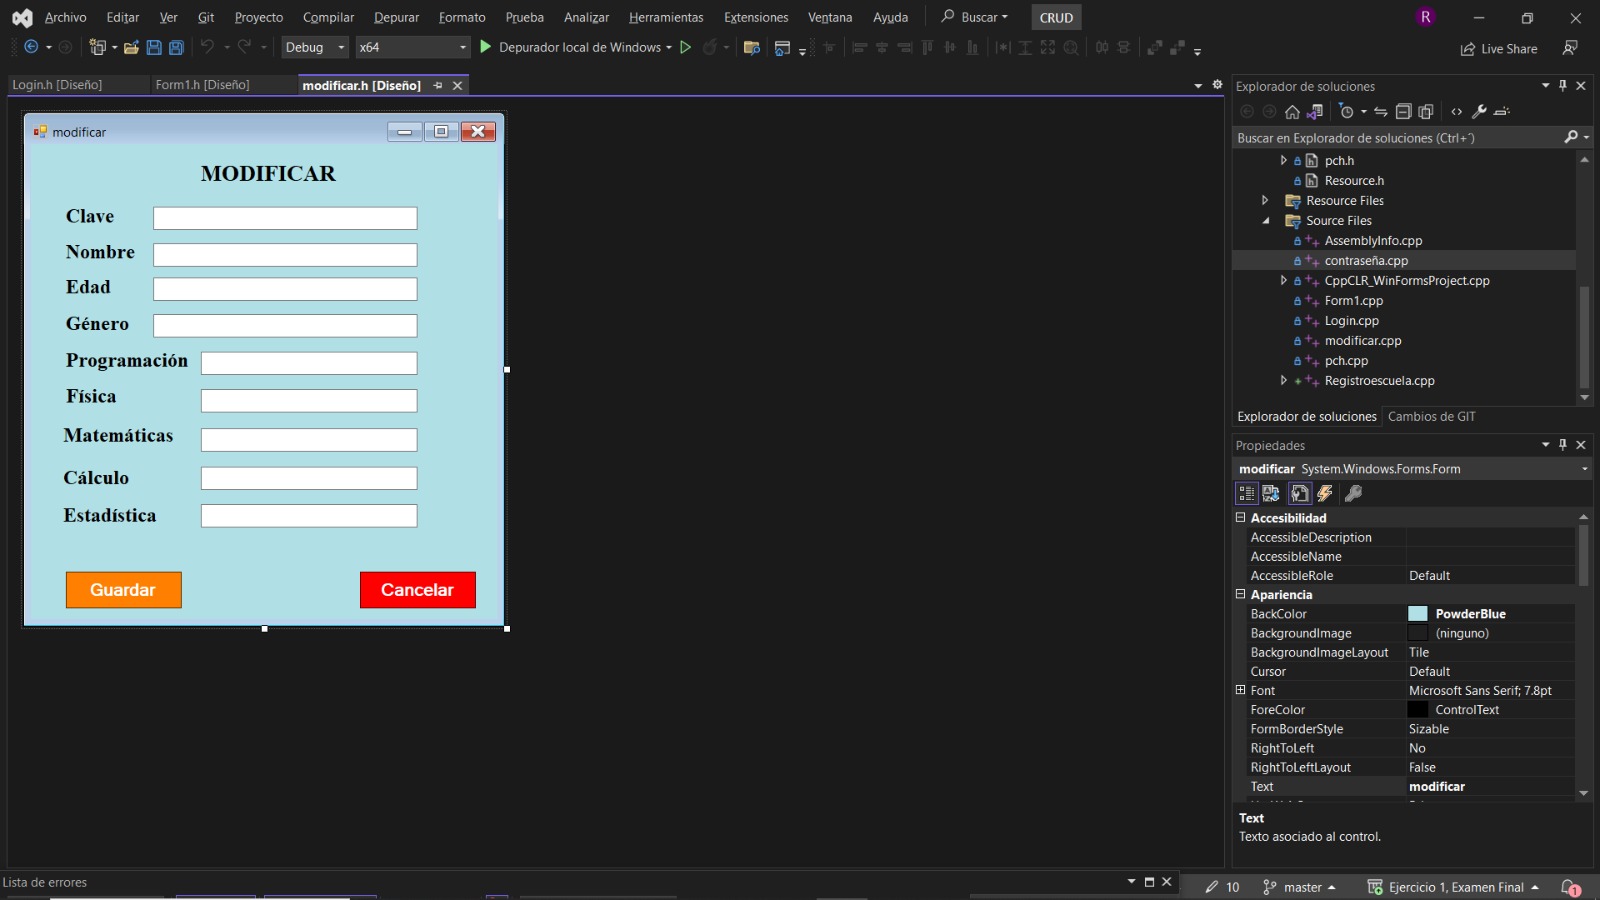 Archivo Editar Ver Git Proyecto Compilar Depurar Formato Prueba Analizar Herramientas Extensiones Ventana Ayuda Buscar CRUD R
Debug x64 Depurador local de Windows Live Share
Login.h [Diseño] Form1.h [Diseño] modificar.h [Diseño]
modificar
MODIFICAR
Clave
Nombre
Edad
Género
Programación
Física
Matemáticas
Cálculo
Estadística
Guardar Cancelar
Explorador de soluciones
Buscar en Explorador de soluciones (Ctrl+´)
pch.h
Resource.h
Resource Files
Source Files
AssemblyInfo.cpp
contraseña.cpp
CppCLR_WinFormsProject.cpp
Form1.cpp
Login.cpp
modificar.cpp
pch.cpp
Registroescuela.cpp
Explorador de soluciones Cambios de GIT
Propiedades
modificar System.Windows.Forms.Form
Accesibilidad
AccessibleDescription
AccessibleName
AccessibleRole Default
Apariencia
BackColor PowderBlue
BackgroundImage (ninguno)
BackgroundImageLayout Tile
Cursor Default
Font Microsoft Sans Serif; 7.8pt
ForeColor ControlText
FormBorderStyle Sizable
RightToLeft No
RightToLeftLayout False
Text modificar
Text
Texto asociado al control.
Lista de errores
10 master Ejercicio 1, Examen Final 1